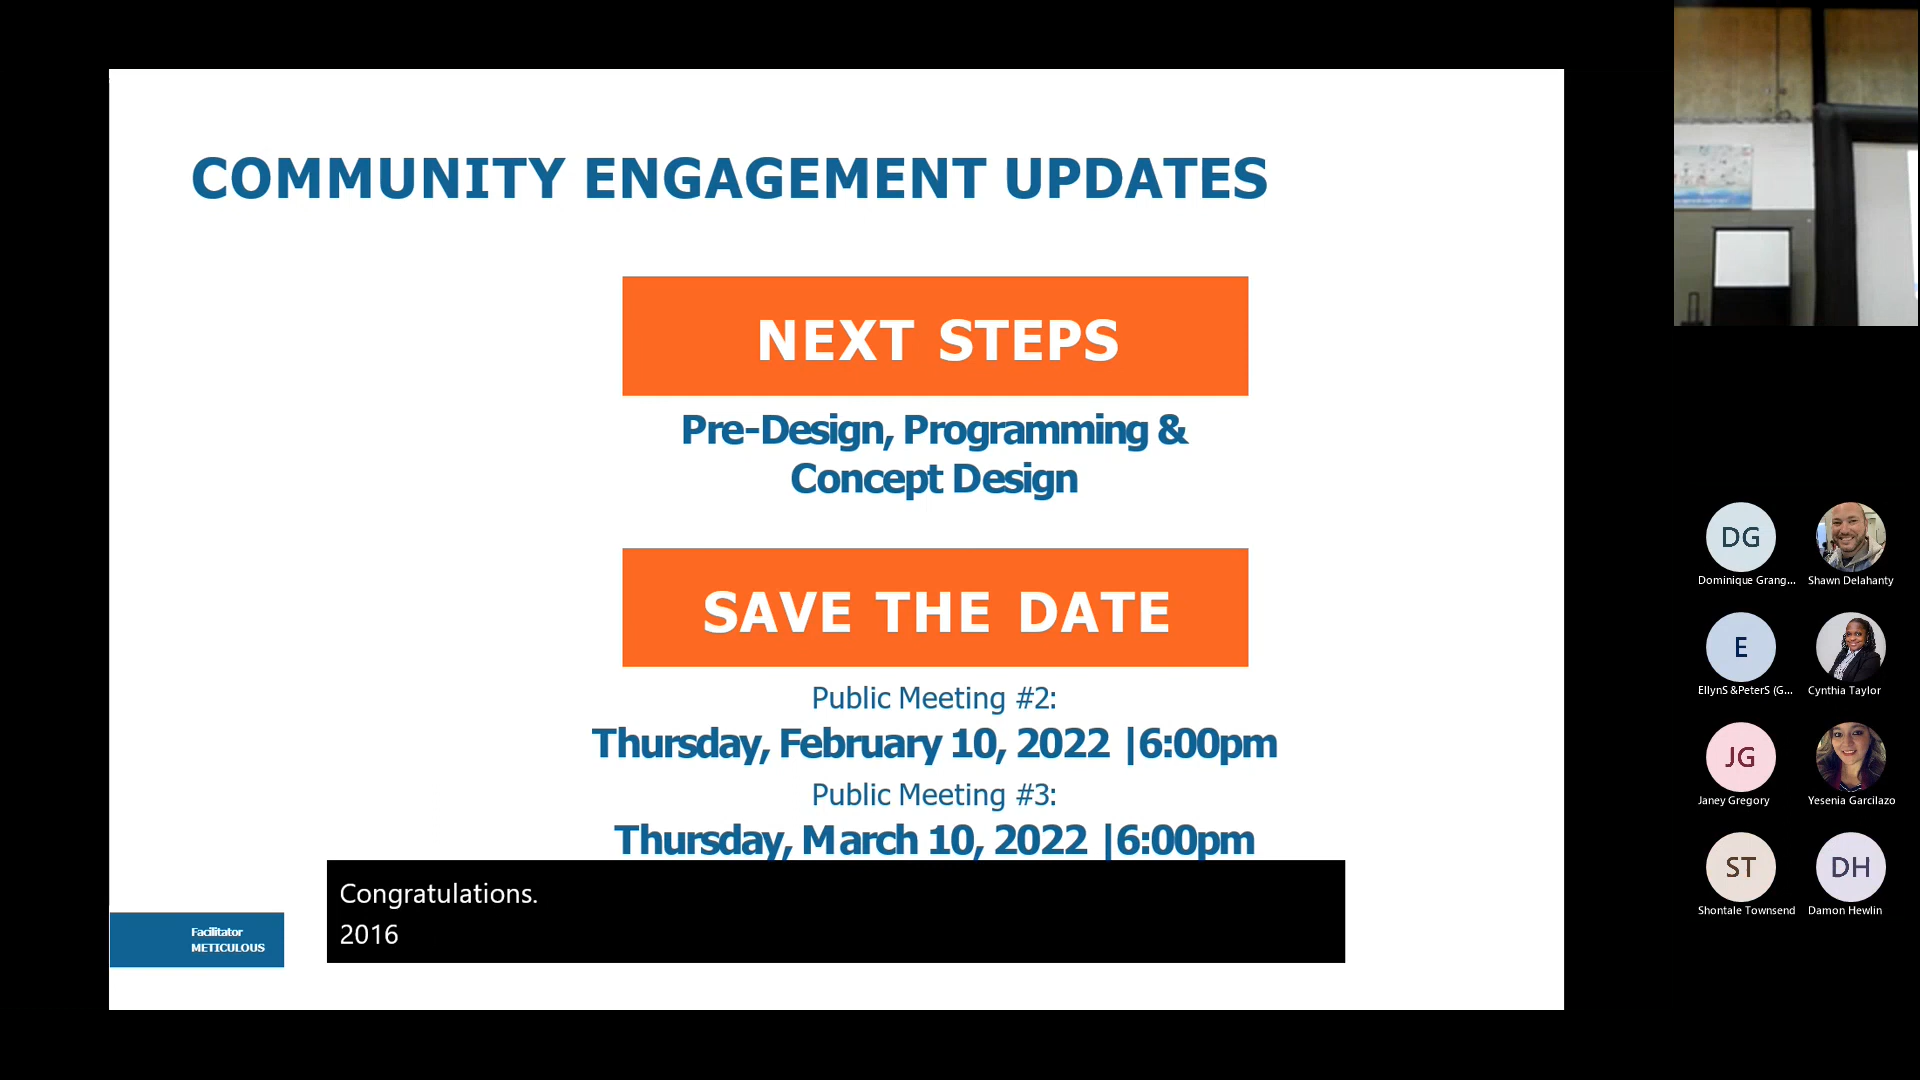 COMMUNITY ENGAGEMENT UPDATES
NEXT STEPS
Pre-Design, Programming &
Concept Design
SAVE THE DATE
Public Meeting #2:
Thursday, February 10, 2022 |6:00pm
Public Meeting #3:
Thursday, March 10, 2022 |6:00pm
Congratulations.
2016
Facilitator
METICULOUS
DG
Dominique Grang...
Shawn Delahanty
E
EllynS &PeterS (G...
Cynthia Taylor
JG
Janey Gregory
Yesenia Garcilazo
ST
Shontale Townsend
DH
Damon Hewlin